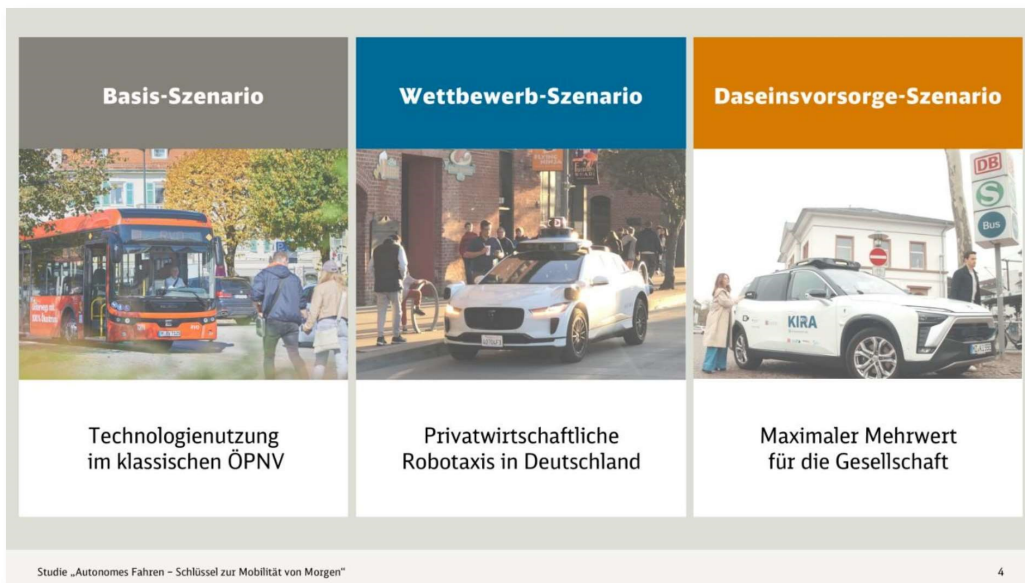 Basis-Szenario
Wettbewerb-Szenario
Daseinsvorsorge-Szenario
DB
S
Bus
KIRA
Technologienutzung
im klassischen ÖPNV
Privatwirtschaftliche
Robotaxis in Deutschland
Maximaler Mehrwert
für die Gesellschaft
Studie „Autonomes Fahren – Schlüssel zur Mobilität von Morgen“
4